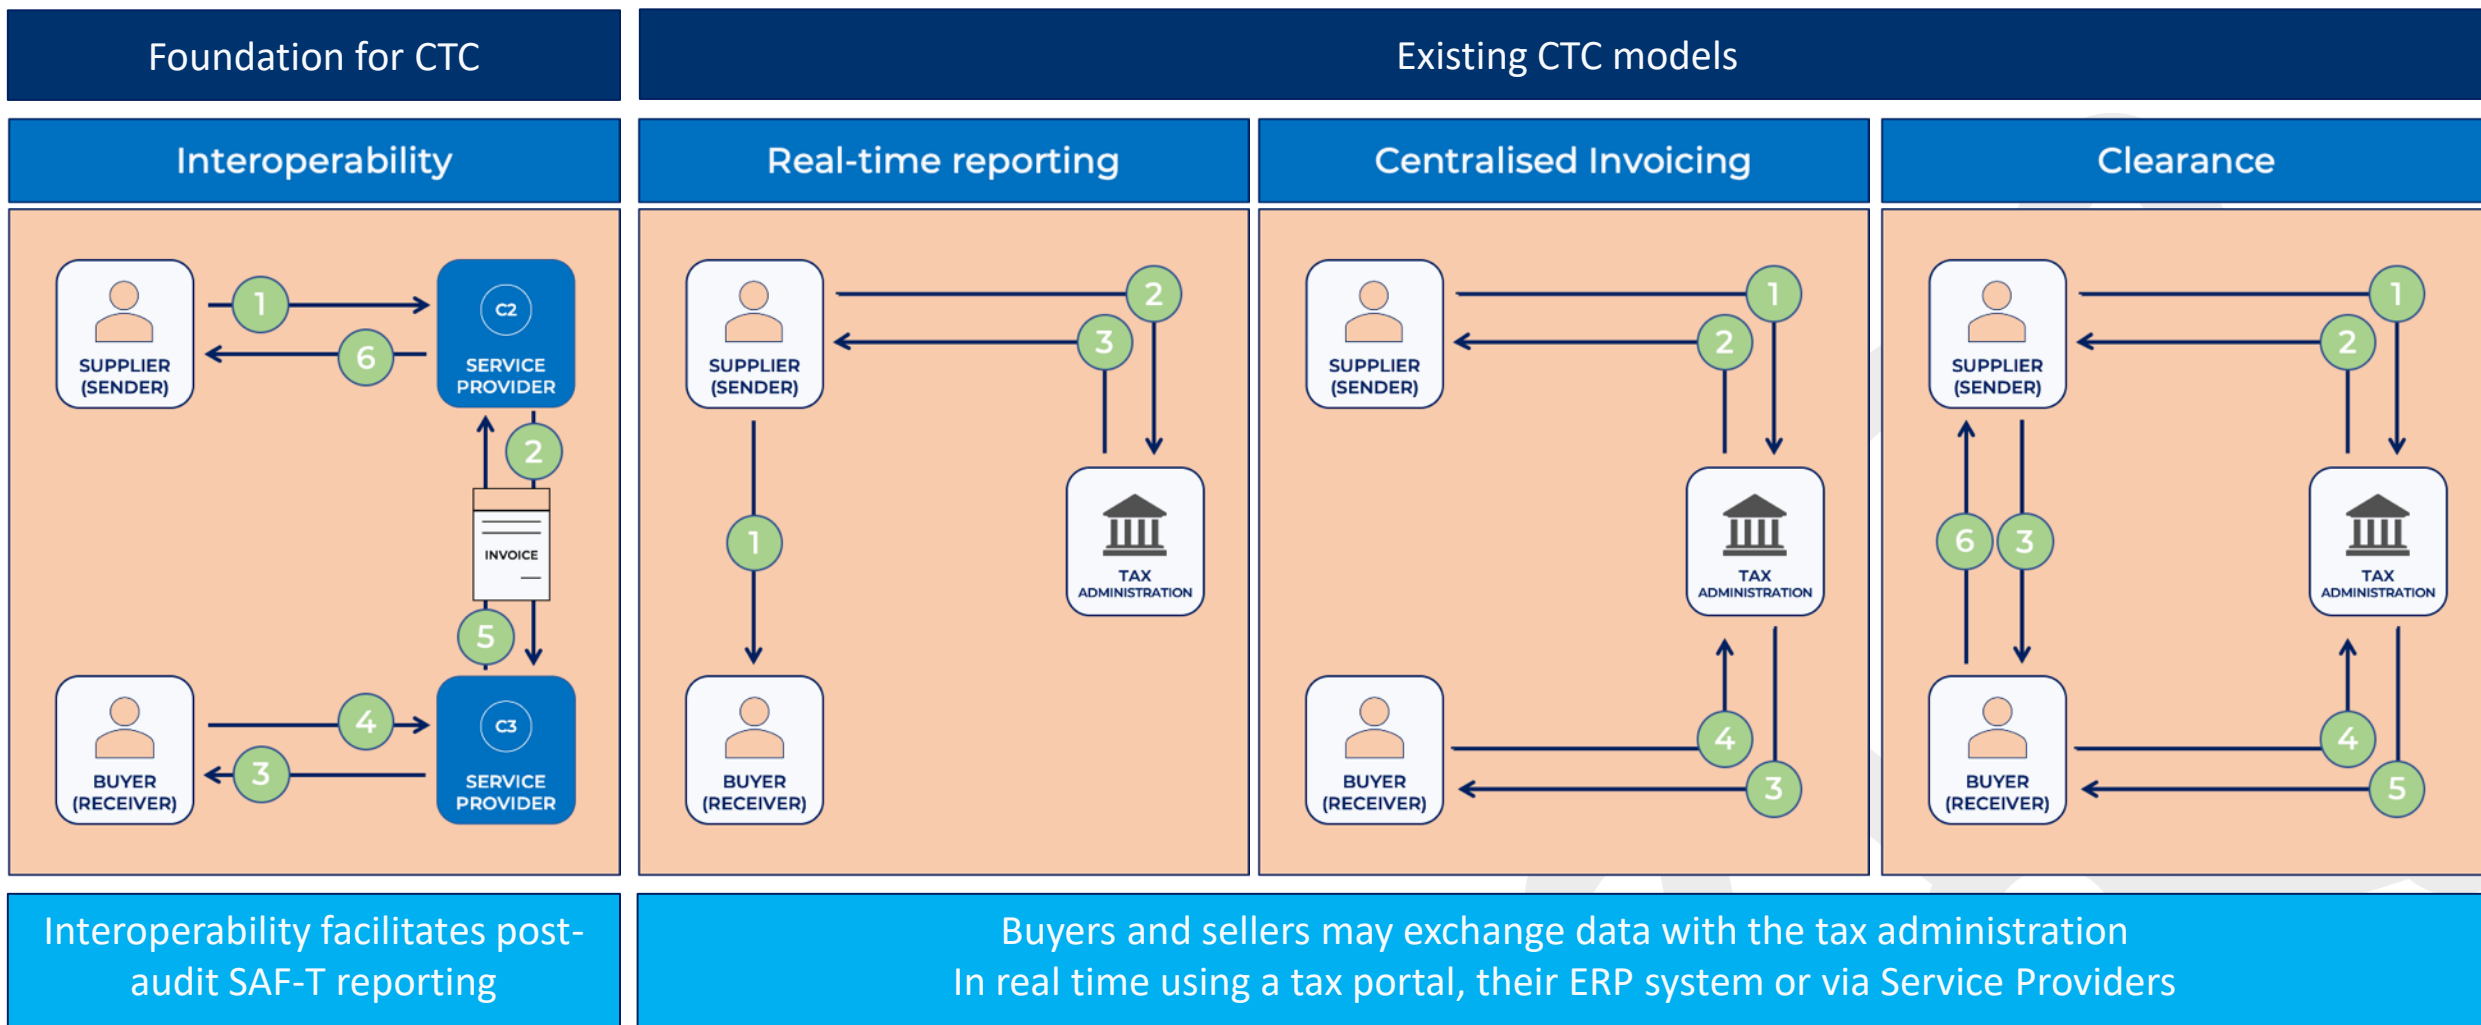 Foundation for CTC
Existing CTC models
Interoperability
Real-time reporting
Centralised Invoicing
Clearance
1
6
SUPPLIER
(SENDER)
C2
SERVICE
PROVIDER
2
INVOICE
5
4
3
BUYER
(RECEIVER)
C3
SERVICE
PROVIDER
2
3
SUPPLIER
(SENDER)
1
TAX
ADMINISTRATION
BUYER
(RECEIVER)
1
2
SUPPLIER
(SENDER)
TAX
ADMINISTRATION
4
3
BUYER
(RECEIVER)
1
2
SUPPLIER
(SENDER)
6
3
TAX
ADMINISTRATION
4
5
BUYER
(RECEIVER)
Interoperability facilitates post-
audit SAF-T reporting
Buyers and sellers may exchange data with the tax administration
In real time using a tax portal, their ERP system or via Service Providers